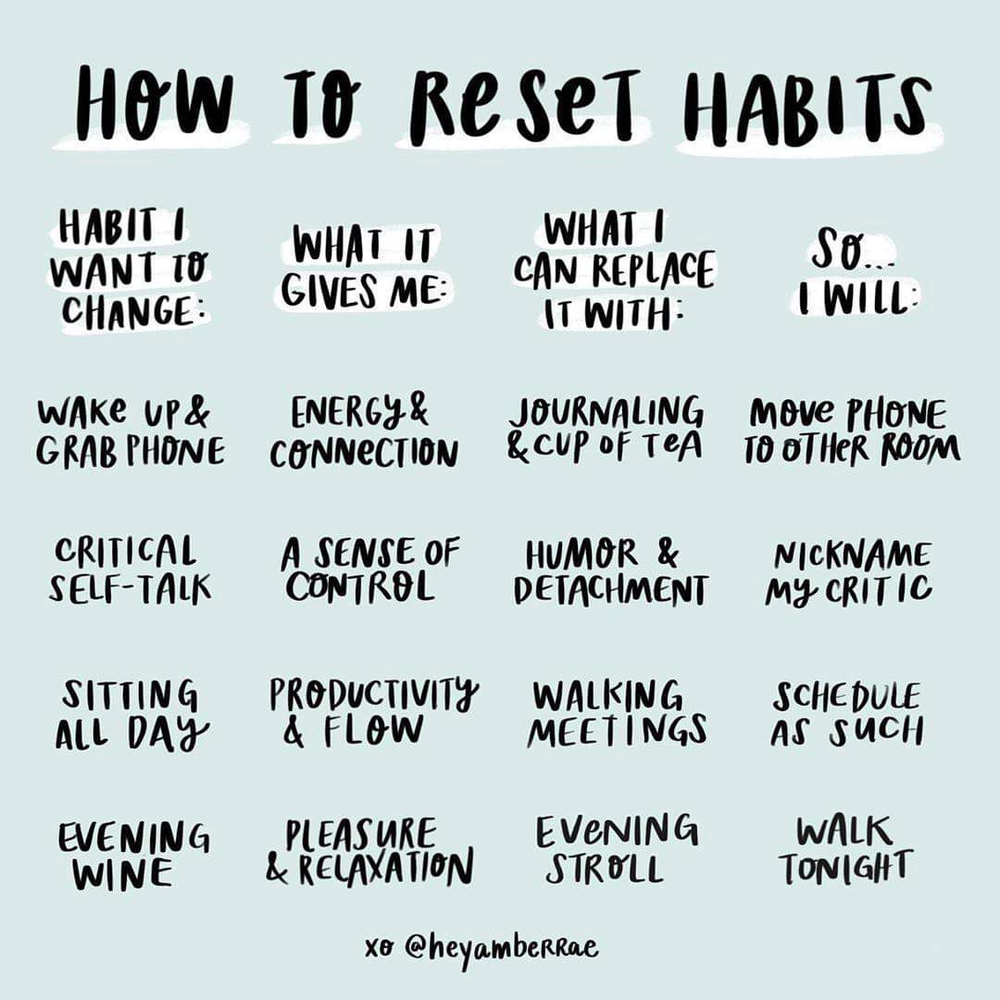 HOW TO RESET HABITS
HABIT I
WANT TO
CHANGE:
WHAT IT
GIVES ME:
WHAT I
CAN REPLACE
IT WITH:
SO...
I WILL:
WAKE UP &
GRAB PHONE
ENERGY &
CONNECTION
JOURNALING
& CUP OF TEA
MOVE PHONE
TO OTHER ROOM
CRITICAL
SELF-TALK
A SENSE OF
CONTROL
HUMOR &
DETACHMENT
NICKNAME
MY CRITIC
SITTING
ALL DAY
PRODUCTIVITY
& FLOW
WALKING
MEETINGS
SCHEDULE
AS SUCH
EVENING
WINE
PLEASURE
& RELAXATION
EVENING
STROLL
WALK
TONIGHT
xo @heyamberrae